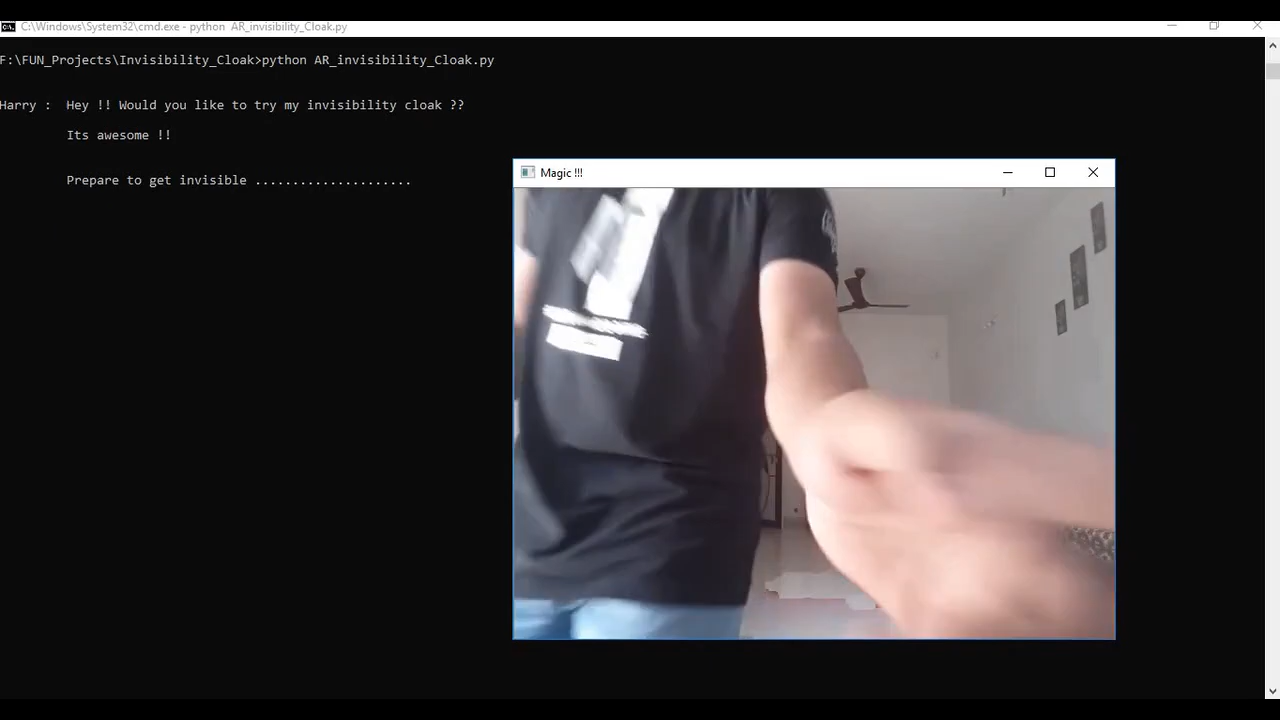 C:\Windows\System32\cmd.exe - python  AR_invisibility_Cloak.py
F:\FUN_Projects\Invisibility_Cloak>python AR_invisibility_Cloak.py
Harry :  Hey !! Would you like to try my invisibility cloak ??
Its awesome !!
Prepare to get invisible .....................
Magic !!!